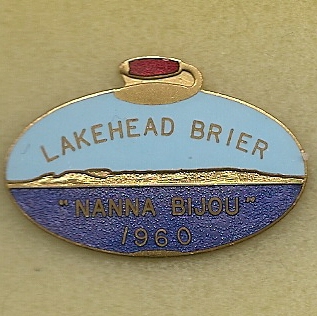 LAKEHEAD BRIER
"NANNA BIJOU"
1960